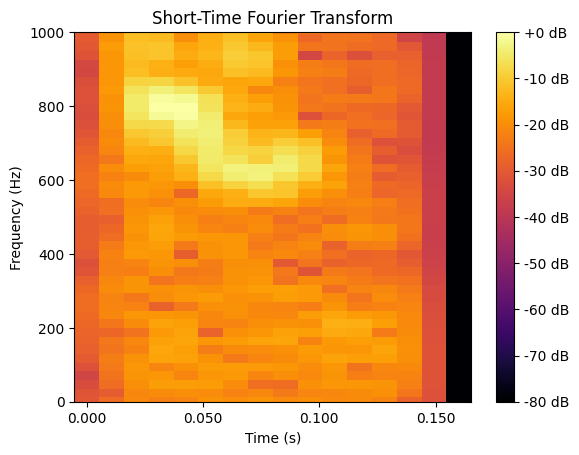 Short-Time Fourier Transform
Frequency (Hz)
1000
800
600
400
200
0
0.000
0.050
0.100
0.150
Time (s)
+0 dB
-10 dB
-20 dB
-30 dB
-40 dB
-50 dB
-60 dB
-70 dB
-80 dB